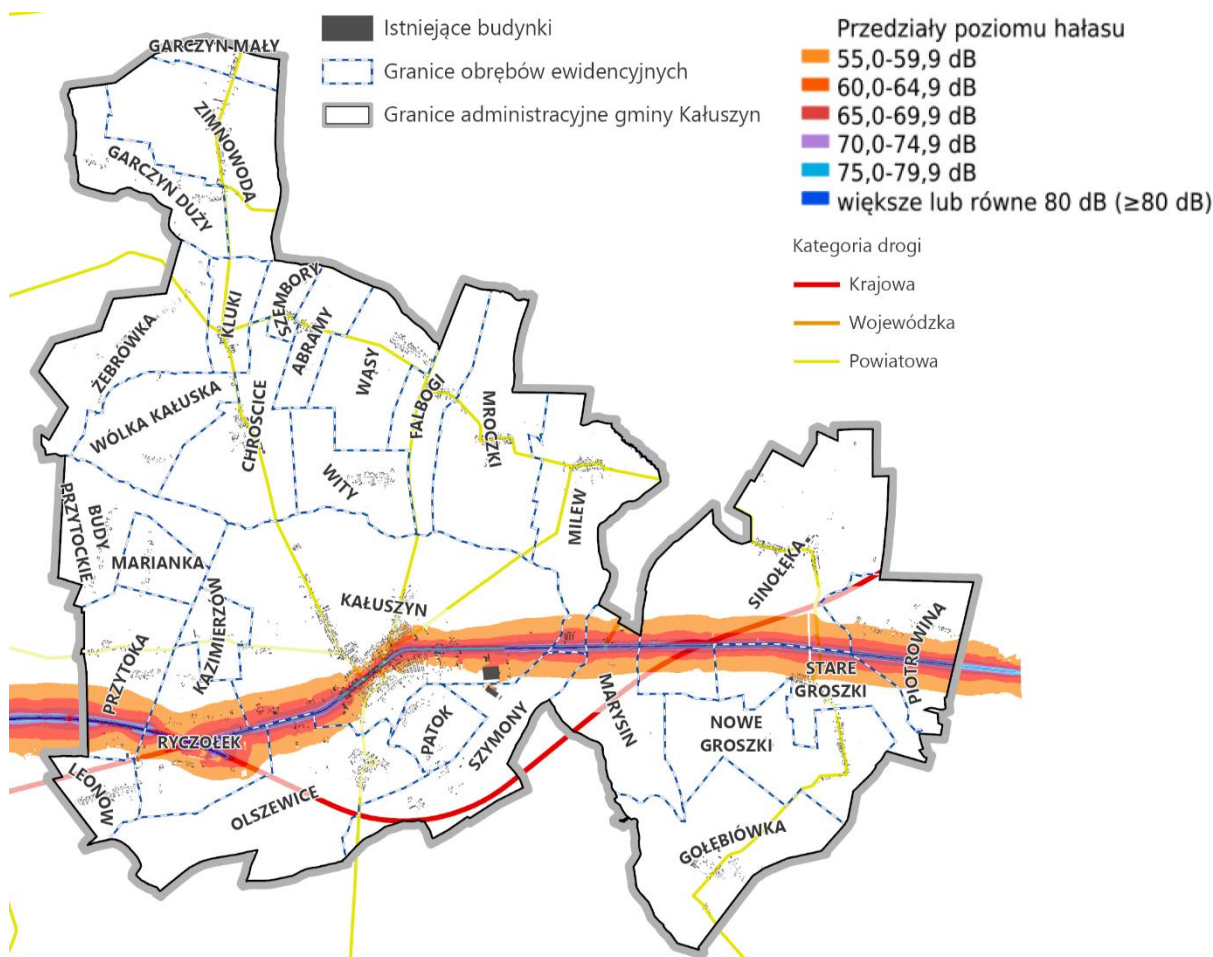 Istniejące budynki
Granice obrębów ewidencyjnych
Granice administracyjne gminy Kałuszyn
Przedziały poziomu hałasu
55,0-59,9 dB
60,0-64,9 dB
65,0-69,9 dB
70,0-74,9 dB
75,0-79,9 dB
większe lub równe 80 dB (≥80 dB)
Kategoria drogi
Krajowa
Wojewódzka
Powiatowa
GARCZYN MAŁY
ZIMNOWODA
GARCZYN DUŻY
SZEMBORY
KLUKI
ABRAMY
ŻEBRÓWKA
WĄSY
FALBOGI
WÓLKA KAŁUSKA
CHROŚCICE
MROCZKI
WITY
MILEW
BUDY
PRZYTOCKIE
MARIANKA
SINOŁĘKA
KAŁUSZYN
KAZIMIERZÓW
PRZYTOKA
PIOTROWINA
STARE
GROSZKI
MARYSIN
PATOK
SZYMONY
NOWE
GROSZKI
RYCZOŁEK
LEONÓW
OLSZEWICE
GOŁĘBIÓWKA